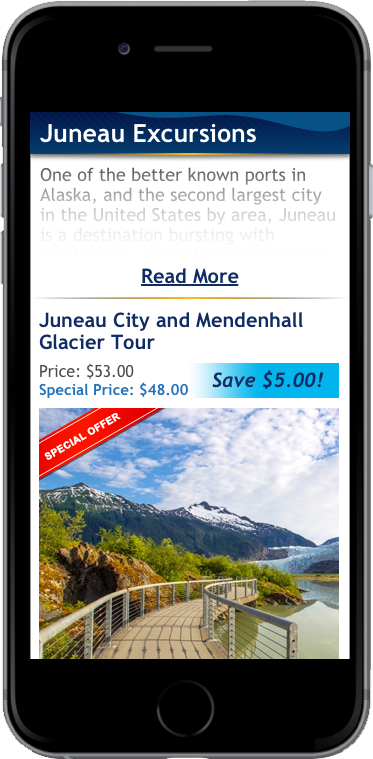 Juneau Excursions
One of the better known ports in
Alaska, and the second largest city
in the United States by area, Juneau
is a destination bursting with
Read More
Juneau City and Mendenhall
Glacier Tour
Price: $53.00
Special Price: $48.00
Save $5.00!
SPECIAL OFFER